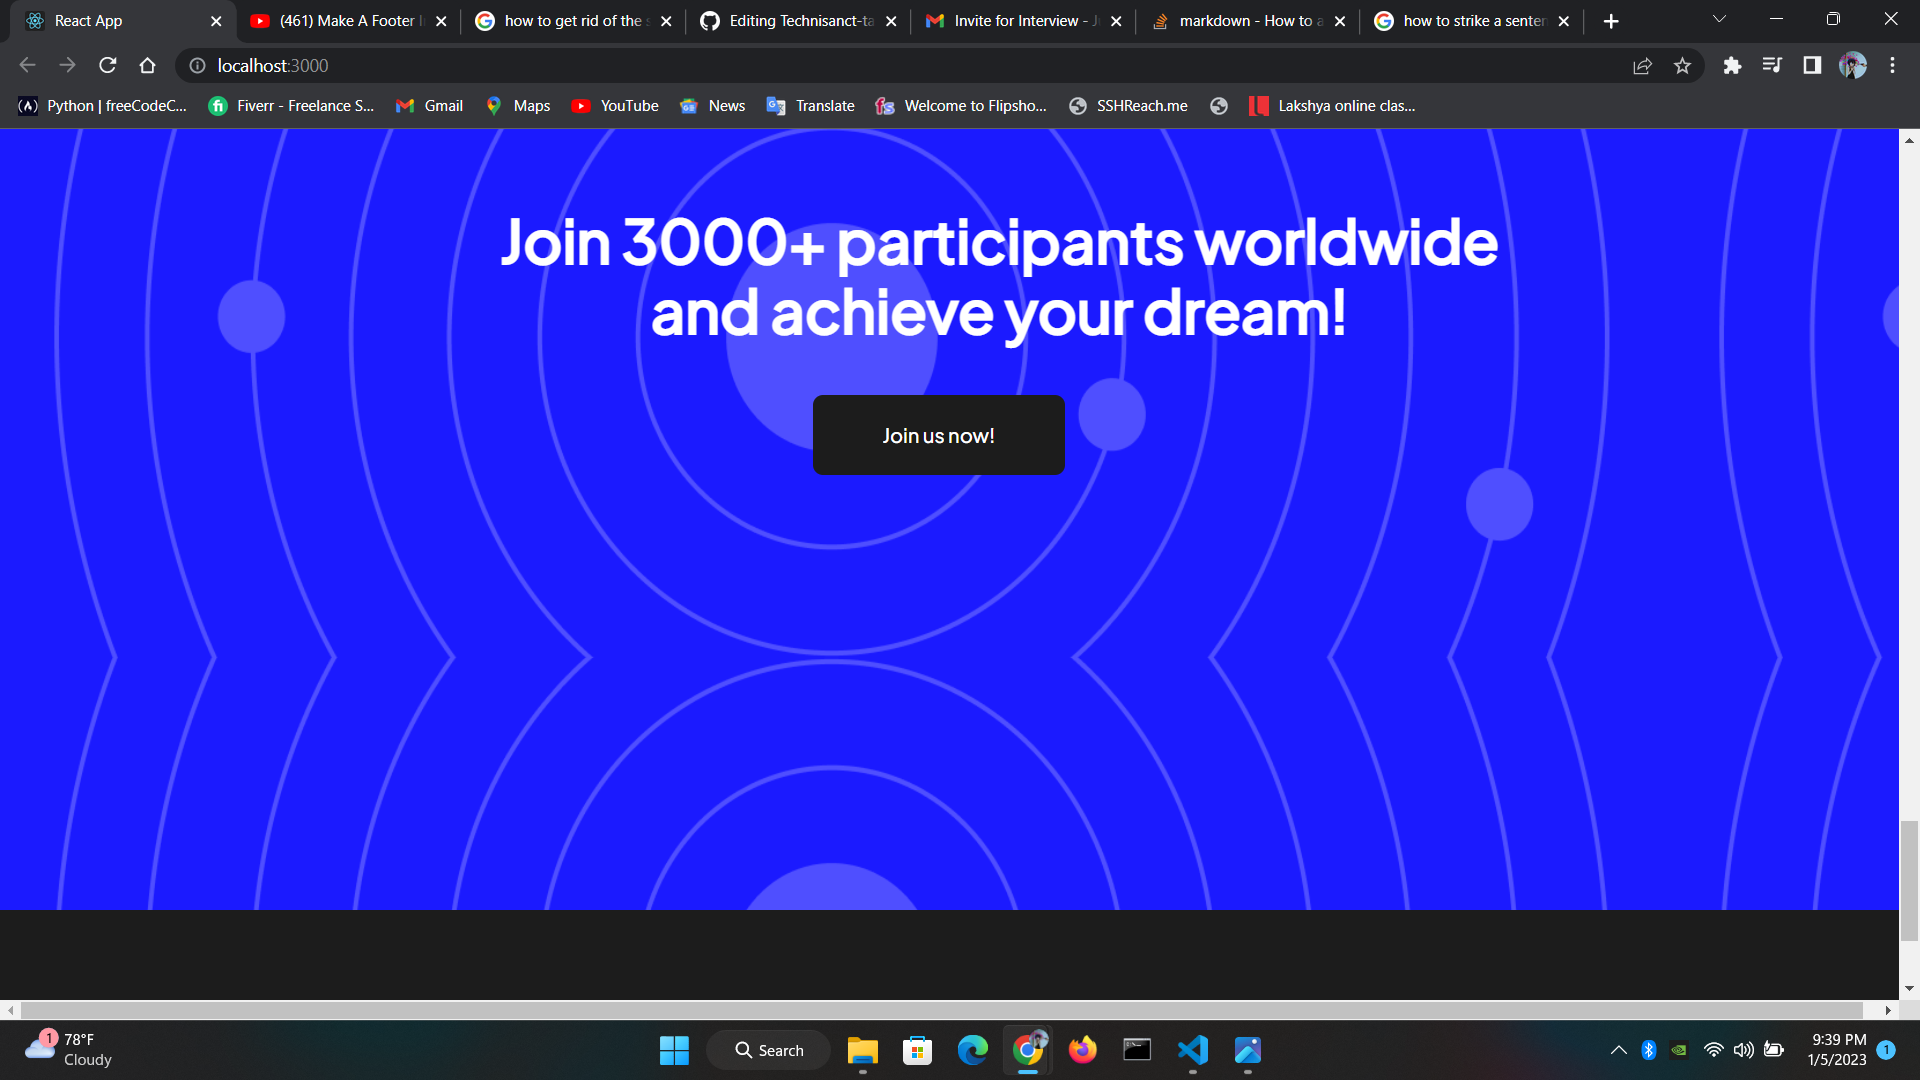 React App
(461) Make A Footer I
how to get rid of the s
Editing Technisanct-ta
Invite for Interview - J
markdown - How to a
how to strike a senten
localhost:3000
Python | freeCodeC...
Fiverr - Freelance S...
Gmail
Maps
YouTube
News
Translate
Welcome to Flipsho...
SSHReach.me
Lakshya online clas...
Join 3000+ participants worldwide
and achieve your dream!
Join us now!
1
78°F
Cloudy
Search
9:39 PM
1/5/2023
1